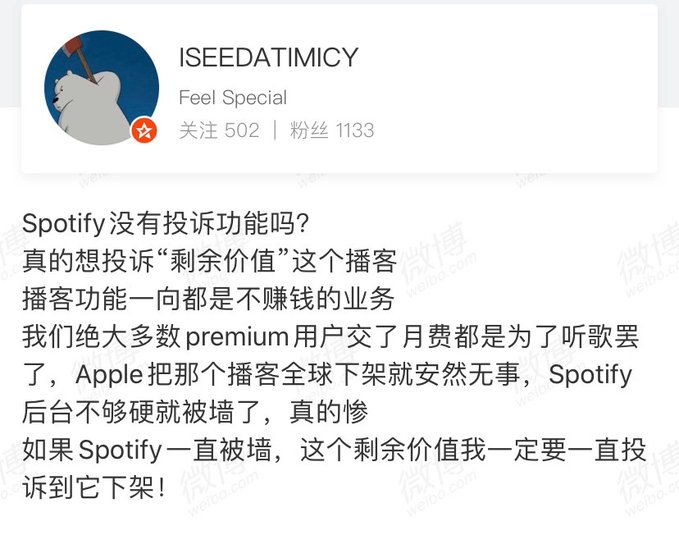 ISEEDATIMICY
Feel Special
关注 502 | 粉丝 1133
Spotify没有投诉功能吗？
真的想投诉“剩余价值”这个播客
播客功能一向都是不赚钱的业务
我们绝大多数premium用户交了月费都是为了听歌罢
了，Apple把那个播客全球下架就安然无事，Spotify
后台不够硬就被墙了，真的惨
如果Spotify一直被墙，这个剩余价值我一定要一直投
诉到它下架！